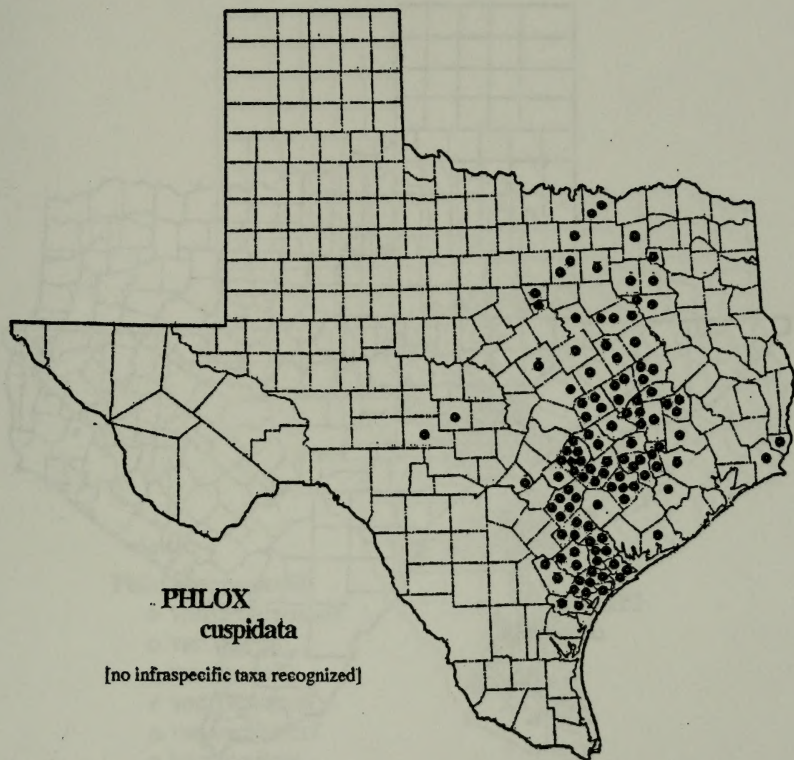 PHLOX
cuspidata
[no infraspecific taxa recognized]